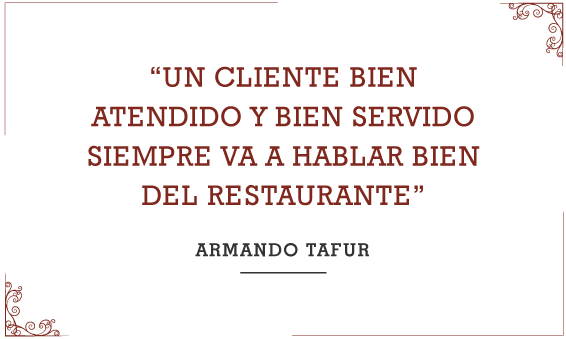 “UN CLIENTE BIEN
ATENDIDO Y BIEN SERVIDO
SIEMPRE VA A HABLAR BIEN
DEL RESTAURANTE”
ARMANDO TAFUR